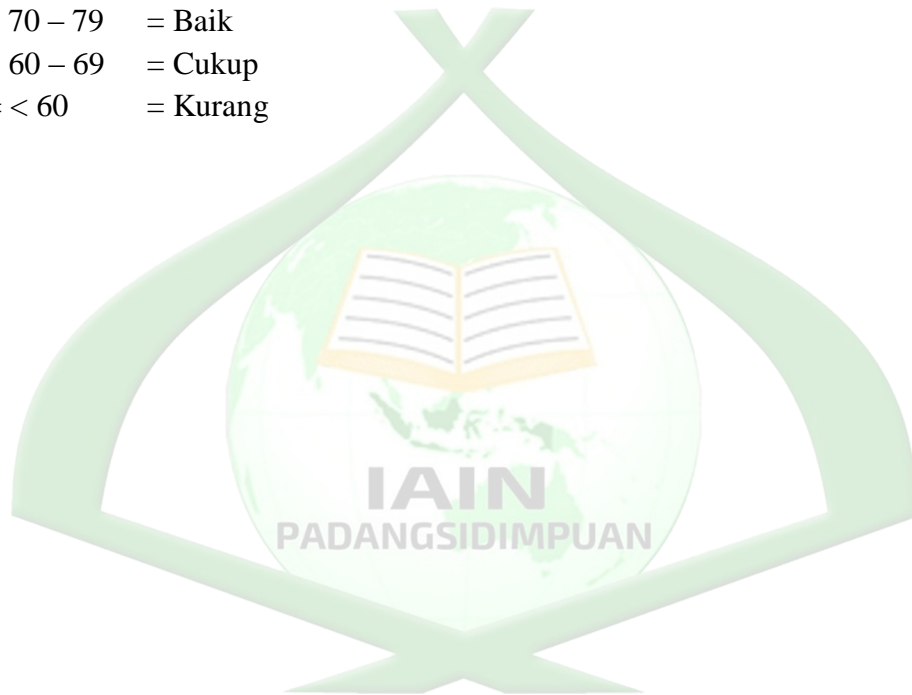 70 – 79 = Baik
60 – 69 = Cukup
< 60 = Kurang
IAIN
PADANGSIDIMPUAN